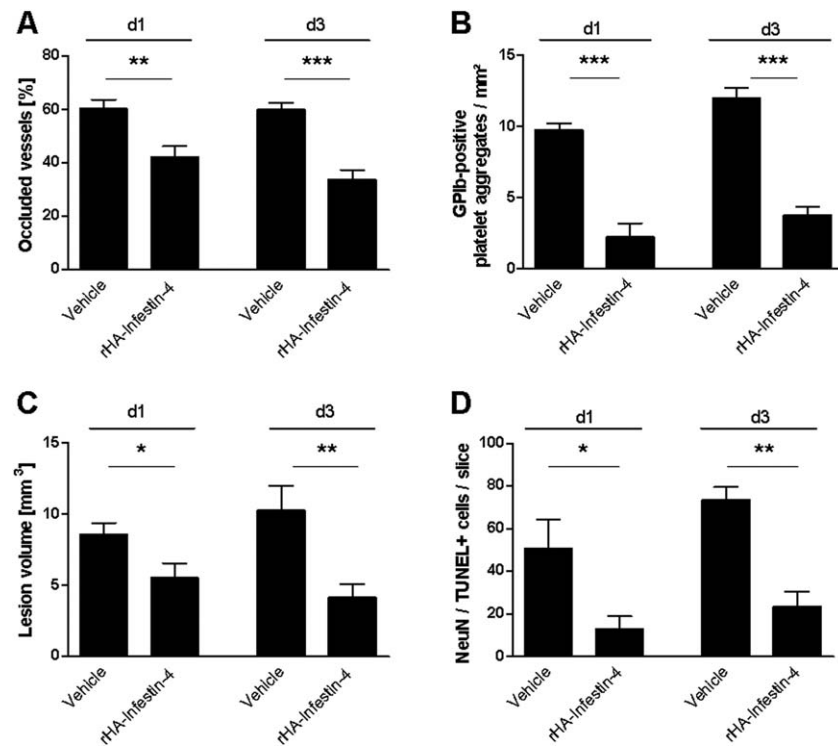 A
d1
d3
**
***
Occluded vessels [%]
80
60
40
20
0
Vehicle
rHA-Infestin-4
Vehicle
rHA-Infestin-4
B
d1
d3
***
***
GPIb-positive
platelet aggregates / mm²
15
10
5
0
Vehicle
rHA-Infestin-4
Vehicle
rHA-Infestin-4
C
d1
d3
*
**
Lesion volume [mm³]
15
10
5
0
Vehicle
rHA-Infestin-4
Vehicle
rHA-Infestin-4
D
d1
d3
*
**
NeuN / TUNEL+ cells / slice
100
80
60
40
20
0
Vehicle
rHA-Infestin-4
Vehicle
rHA-Infestin-4